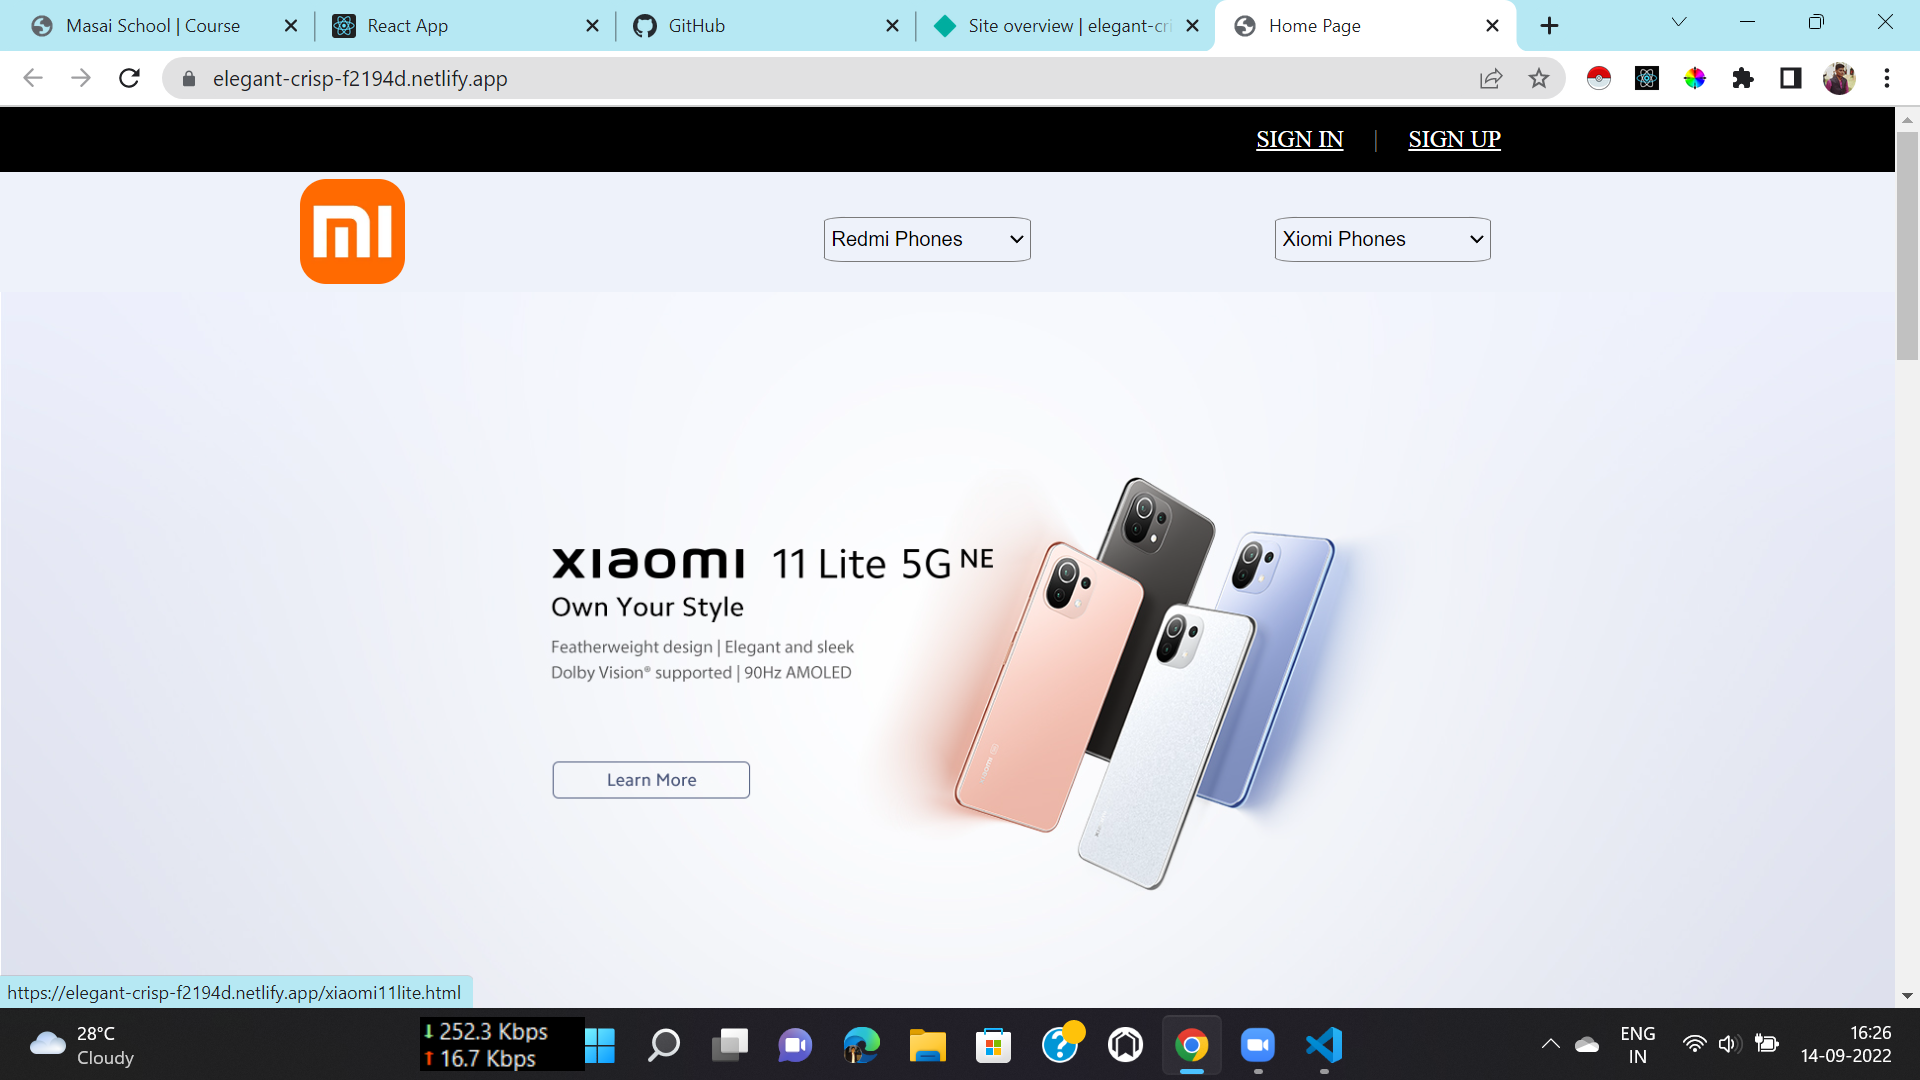 Masai School | Course
React App
GitHub
Site overview | elegant-cri
Home Page
elegant-crisp-f2194d.netlify.app
SIGN IN | SIGN UP
mi
Redmi Phones
Xiomi Phones
xiaomi 11 Lite 5G NE
Own Your Style
Featherweight design | Elegant and sleek
Dolby Vision® supported | 90Hz AMOLED
Learn More
https://elegant-crisp-f2194d.netlify.app/xiaomi11lite.html
28°C
Cloudy
↓ 252.3 Kbps
↑ 16.7 Kbps
ENG
IN
16:26
14-09-2022